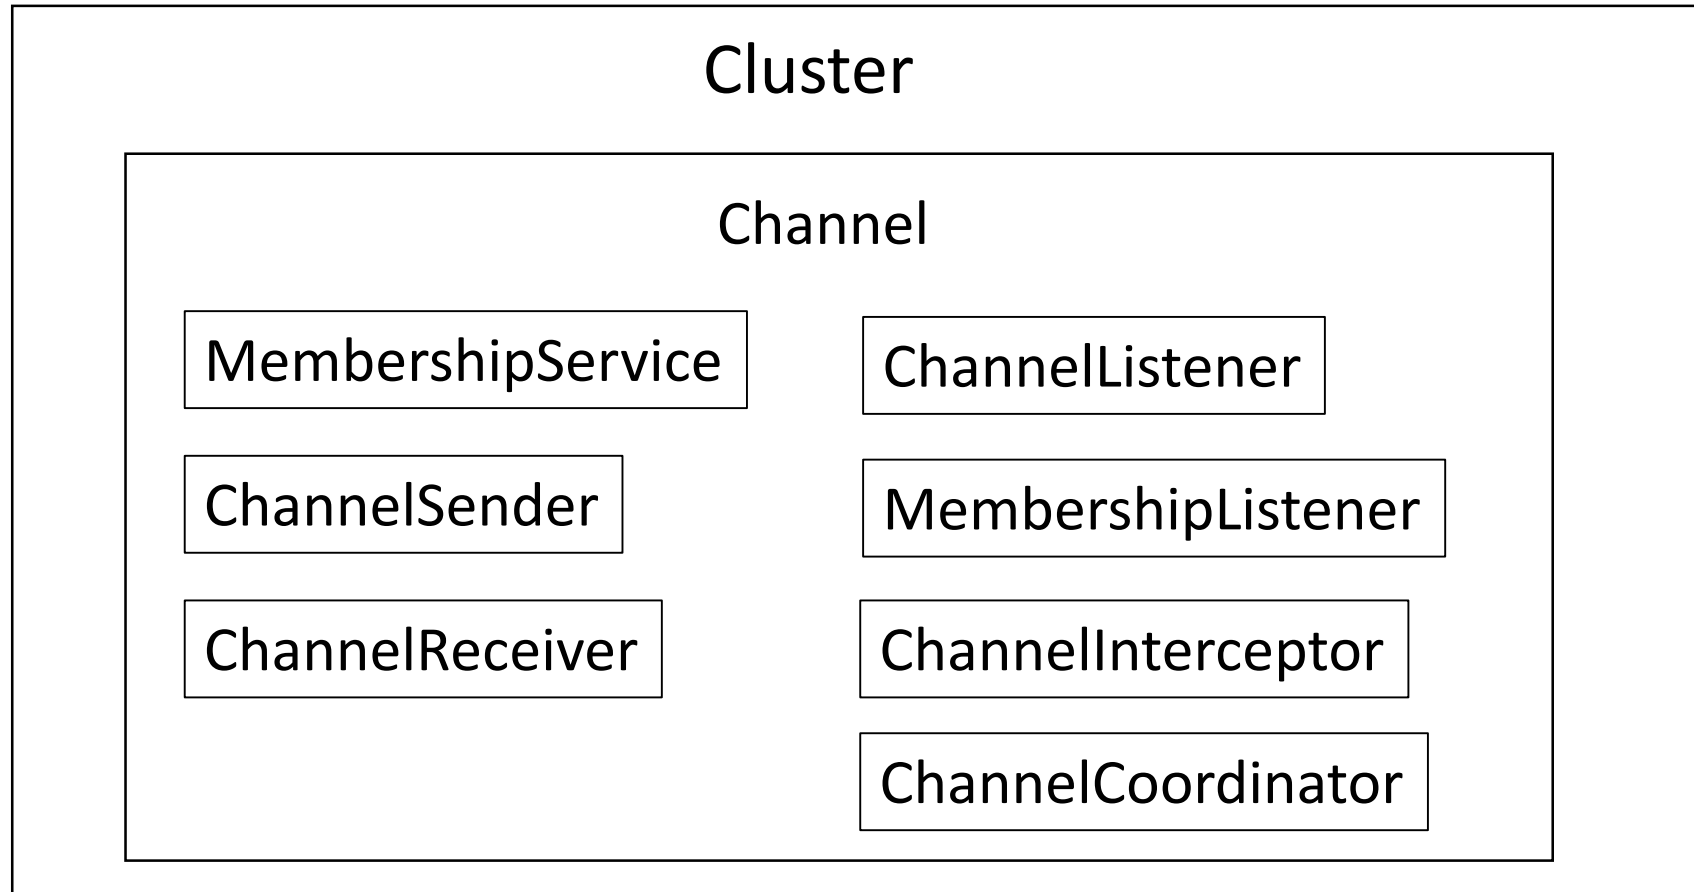 Cluster
Channel
MembershipService
ChannelSender
ChannelReceiver
ChannelListener
MembershipListener
ChannelInterceptor
ChannelCoordinator